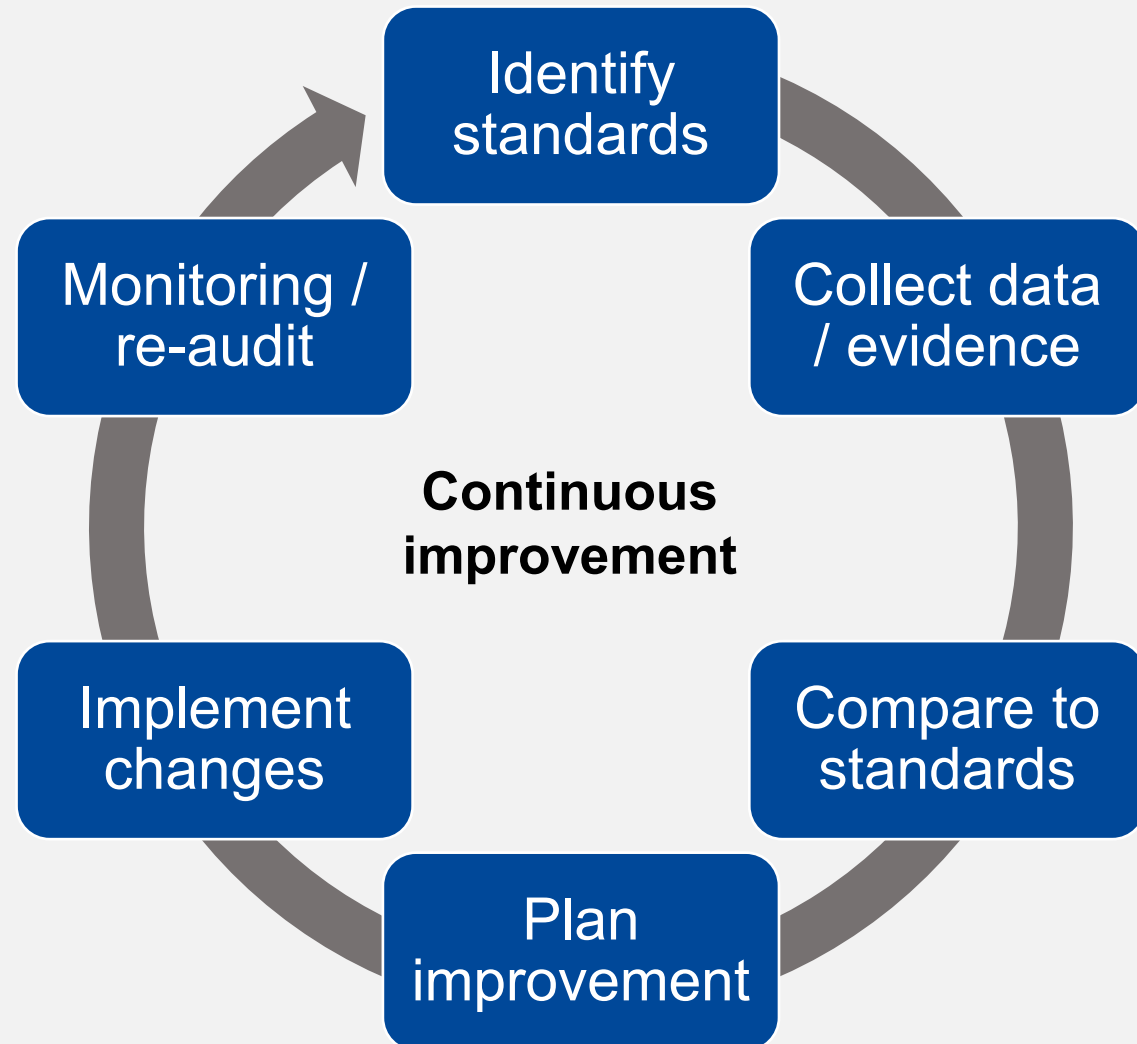 Identify
standards
Collect data
/ evidence
Compare to
standards
Plan
improvement
Implement
changes
Monitoring /
re-audit
Continuous
improvement